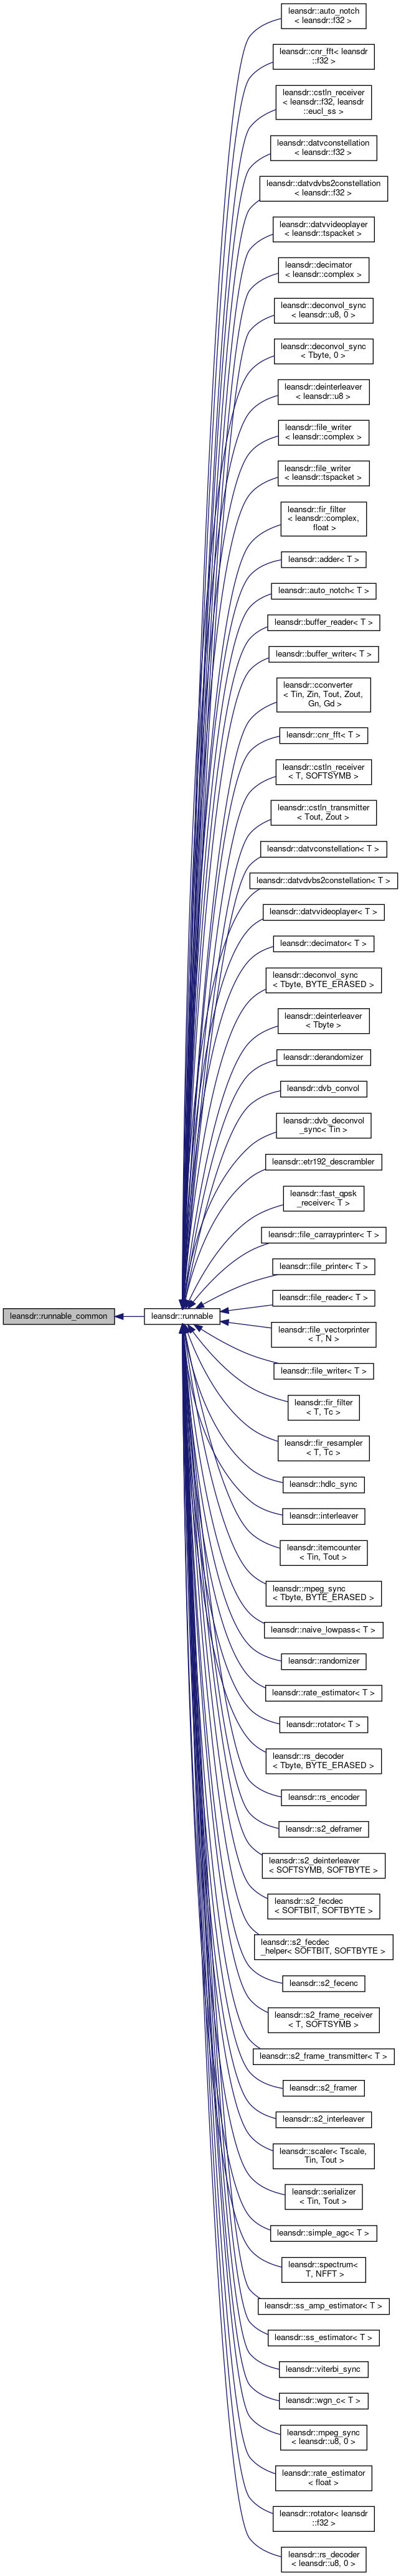 leansdr::auto_notch
< leansdr::f32 >
leansdr::cnr_fft< leansdr
::f32 >
leansdr::cstln_receiver
< leansdr::f32, leansdr
::eucl_ss >
leansdr::datvconstellation
< leansdr::f32 >
leansdr::datvdvbs2constellation
< leansdr::f32 >
leansdr::datvvideoplayer
< leansdr::tspacket >
leansdr::decimator
< leansdr::complex >
leansdr::deconvol_sync
< leansdr::u8, 0 >
leansdr::deconvol_sync
< Tbyte, 0 >
leansdr::deinterleaver
< leansdr::u8 >
leansdr::file_writer
< leansdr::complex >
leansdr::file_writer
< leansdr::tspacket >
leansdr::fir_filter
< leansdr::complex,
float >
leansdr::adder< T >
leansdr::auto_notch< T >
leansdr::buffer_reader< T >
leansdr::buffer_writer< T >
leansdr::cconverter
< Tin, Zin, Tout, Zout,
Gn, Gd >
leansdr::cnr_fft< T >
leansdr::cstln_receiver
< T, SOFTSYMB >
leansdr::cstln_transmitter
< Tout, Zout >
leansdr::datvconstellation< T >
leansdr::datvdvbs2constellation< T >
leansdr::datvvideoplayer< T >
leansdr::decimator< T >
leansdr::deconvol_sync
< Tbyte, BYTE_ERASED >
leansdr::deinterleaver
< Tbyte >
leansdr::derandomizer
leansdr::dvb_convol
leansdr::dvb_deconvol
_sync< Tin >
leansdr::etr192_descrambler
leansdr::fast_qpsk
_receiver< T >
leansdr::file_carrayprinter< T >
leansdr::file_printer< T >
leansdr::file_reader< T >
leansdr::runnable_common
leansdr::runnable
leansdr::file_vectorprinter
< T, N >
leansdr::file_writer< T >
leansdr::fir_filter
< T, Tc >
leansdr::fir_resampler
< T, Tc >
leansdr::hdlc_sync
leansdr::interleaver
leansdr::itemcounter
< Tin, Tout >
leansdr::mpeg_sync
< Tbyte, BYTE_ERASED >
leansdr::naive_lowpass< T >
leansdr::randomizer
leansdr::rate_estimator< T >
leansdr::rotator< T >
leansdr::rs_decoder
< Tbyte, BYTE_ERASED >
leansdr::rs_encoder
leansdr::s2_deframer
leansdr::s2_deinterleaver
< SOFTSYMB, SOFTBYTE >
leansdr::s2_fecdec
< SOFTBIT, SOFTBYTE >
leansdr::s2_fecdec
_helper< SOFTBIT, SOFTBYTE >
leansdr::s2_fecenc
leansdr::s2_frame_receiver
< T, SOFTSYMB >
leansdr::s2_frame_transmitter< T >
leansdr::s2_framer
leansdr::s2_interleaver
leansdr::scaler< Tscale,
Tin, Tout >
leansdr::serializer
< Tin, Tout >
leansdr::simple_agc< T >
leansdr::spectrum<
T, NFFT >
leansdr::ss_amp_estimator< T >
leansdr::ss_estimator< T >
leansdr::viterbi_sync
leansdr::wgn_c< T >
leansdr::mpeg_sync
< leansdr::u8, 0 >
leansdr::rate_estimator
< float >
leansdr::rotator< leansdr
::f32 >
leansdr::rs_decoder
< leansdr::u8, 0 >